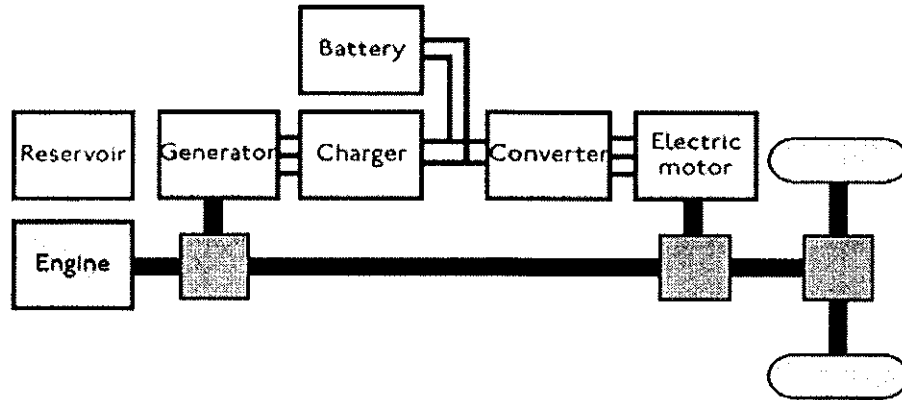 Battery
Reservoir
Generator
Charger
Converter
Electric
motor
Engine